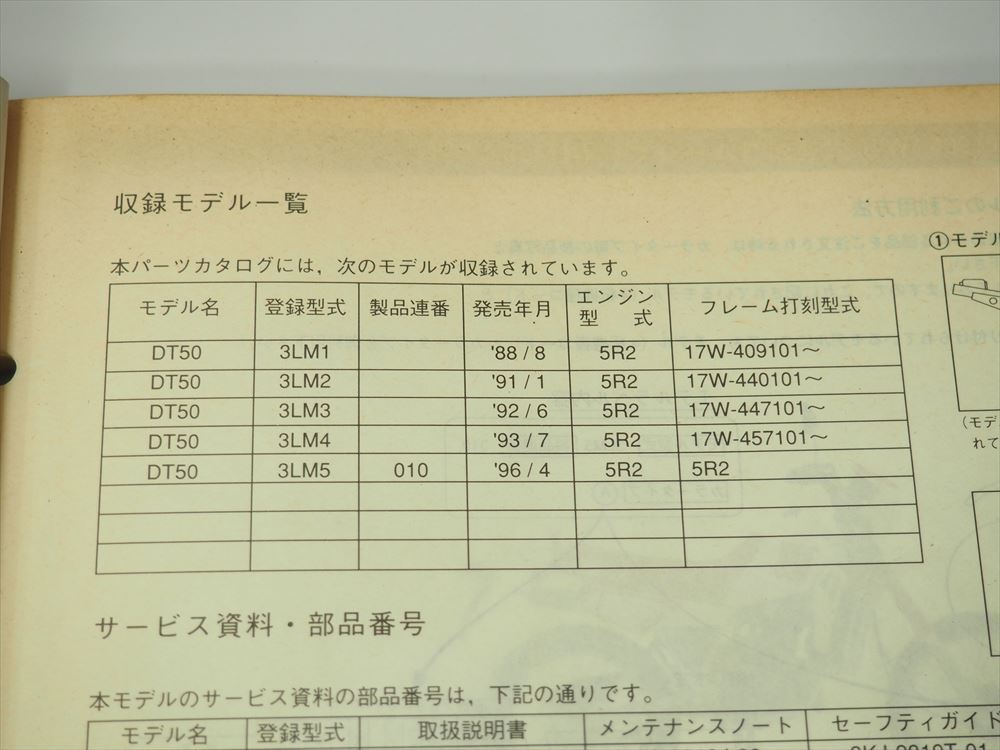 収録モデル一覧
本パーツカタログには，次のモデルが収録されています。
モデル名 登録型式 製品連番 発売年月 エンジン型式 フレーム打刻型式
DT50 3LM1 '88 / 8 5R2 17W-409101～
DT50 3LM2 '91 / 1 5R2 17W-440101～
DT50 3LM3 '92 / 6 5R2 17W-447101～
DT50 3LM4 '93 / 7 5R2 17W-457101～
DT50 3LM5 010 '96 / 4 5R2 5R2
サービス資料・部品番号
本モデルのサービス資料の部品番号は，下記の通りです。
モデル名 登録型式 取扱説明書 メンテナンスノート セーフティガイド
①モデル
(モデ
れて